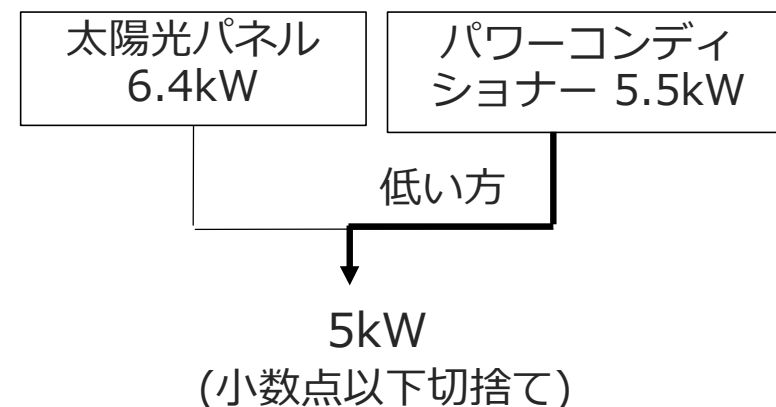 太陽光パネル
6.4kW
パワーコンディ
ショナー 5.5kW
低い方
5kW
(小数点以下切捨て)